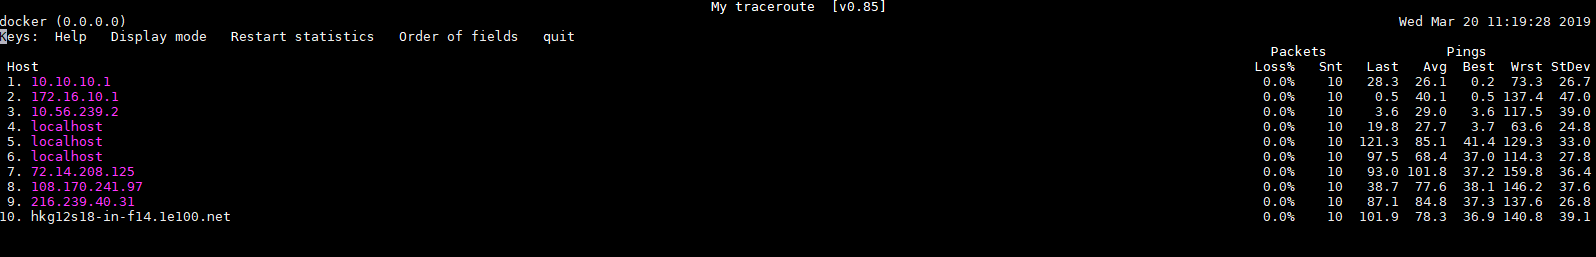 My traceroute  [v0.85]
docker (0.0.0.0) Wed Mar 20 11:19:28 2019
Keys:  Help   Display mode   Restart statistics   Order of fields   quit
Packets Pings
Host Loss% Snt Last Avg Best Wrst StDev
1. 10.10.10.1 0.0% 10 28.3 26.1 0.2 73.3 26.7
2. 172.16.10.1 0.0% 10 0.5 40.1 0.5 137.4 47.0
3. 10.56.239.2 0.0% 10 3.6 29.0 3.6 117.5 39.0
4. localhost 0.0% 10 19.8 27.7 3.7 63.6 24.8
5. localhost 0.0% 10 121.3 85.1 41.4 129.3 33.0
6. localhost 0.0% 10 97.5 68.4 37.0 114.3 27.8
7. 72.14.208.125 0.0% 10 93.0 101.8 37.2 159.8 36.4
8. 108.170.241.97 0.0% 10 38.7 77.6 38.1 146.2 37.6
9. 216.239.40.31 0.0% 10 87.1 84.8 37.3 137.6 26.8
10. hkg12s18-in-f14.1e100.net 0.0% 10 101.9 78.3 36.9 140.8 39.1